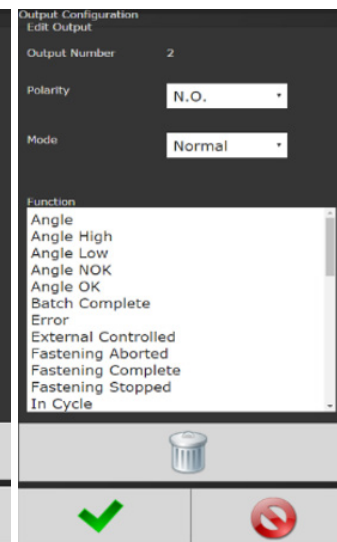 Output Configuration
Edit Output
Output Number 2
Polarity N.O.
Mode Normal
Function
Angle
Angle High
Angle Low
Angle NOK
Angle OK
Batch Complete
Error
External Controlled
Fastening Aborted
Fastening Complete
Fastening Stopped
In Cycle